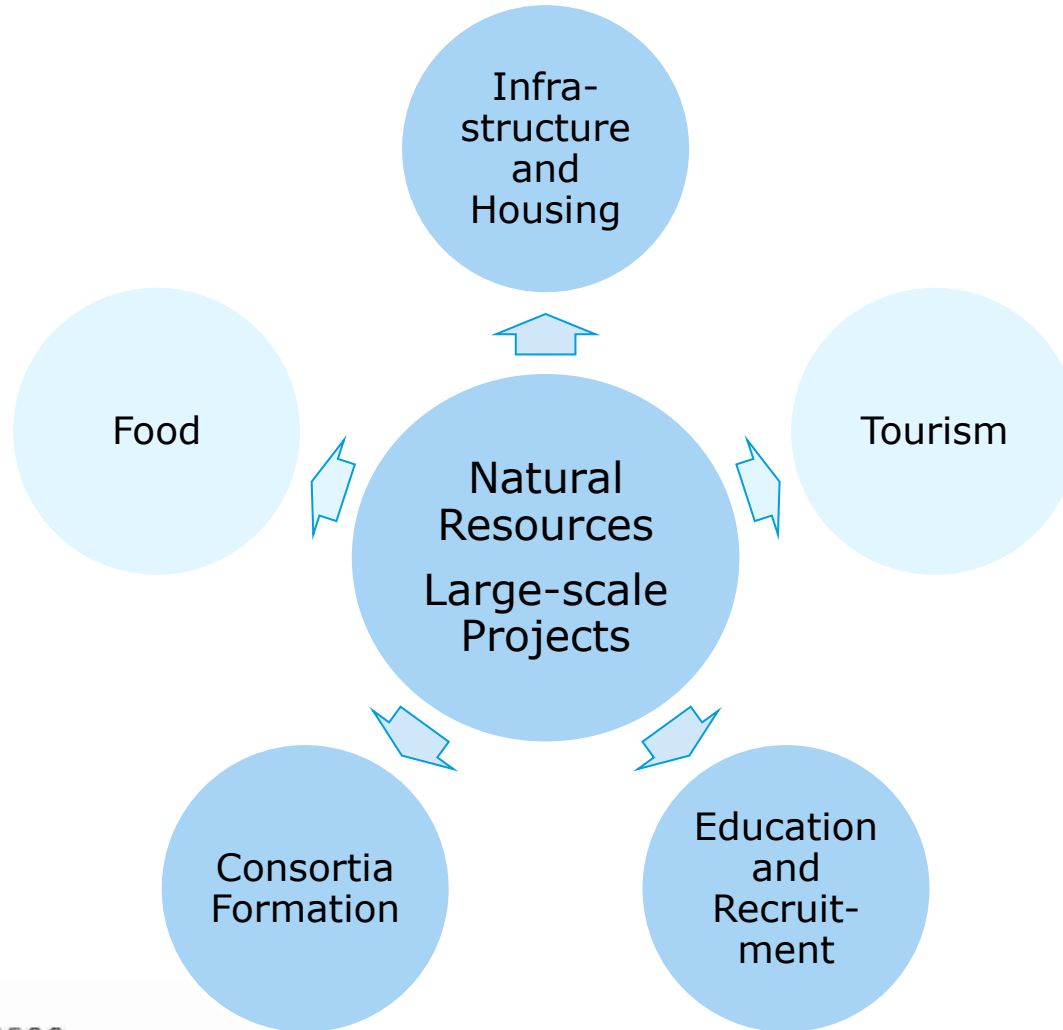 Infra-
structure
and
Housing
Food
Tourism
Natural
Resources
Large-scale
Projects
Consortia
Formation
Education
and
Recruit-
ment